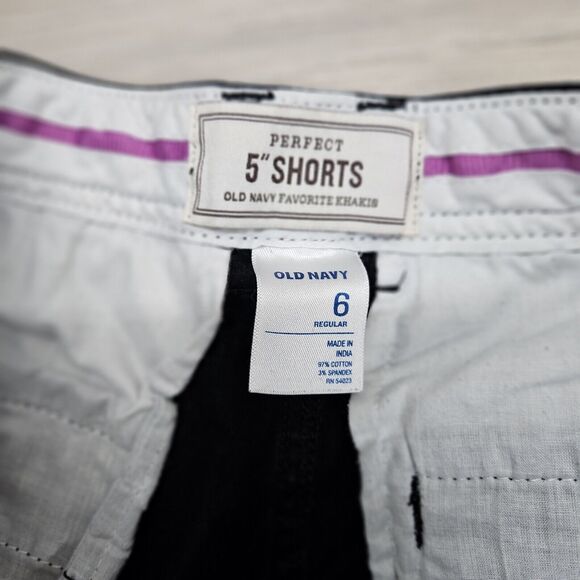 PERFECT
5" SHORTS
OLD NAVY FAVORITE KHAKIS
OLD NAVY
6
REGULAR
MADE IN
INDIA
97% COTTON
3% SPANDEX
RN 54023